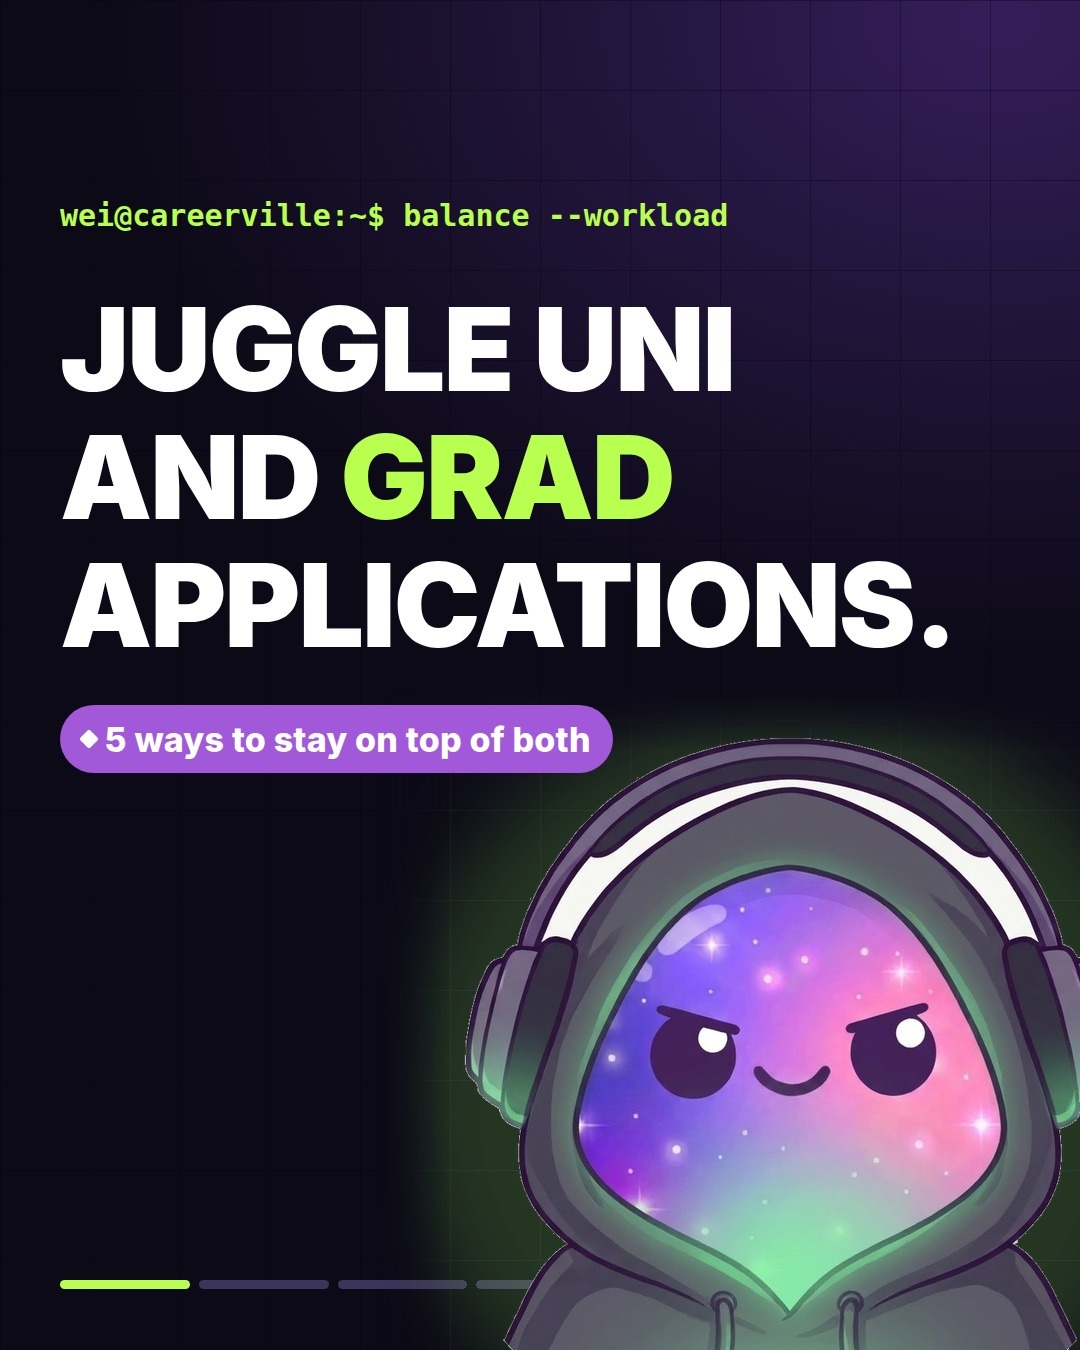 wei@careerville:~$ balance --workload
JUGGLE UNI
AND GRAD
APPLICATIONS.
5 ways to stay on top of both